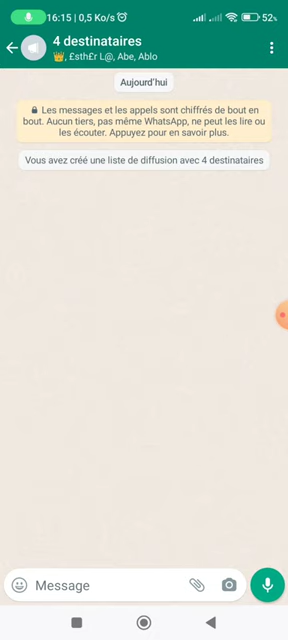 16:15 | 0,5 Ko/s
52%
4 destinataires
👑, £sth£r L@, Abe, Ablo
Aujourd'hui
Les messages et les appels sont chiffrés de bout en
bout. Aucun tiers, pas même WhatsApp, ne peut les lire ou
les écouter. Appuyez pour en savoir plus.
Vous avez créé une liste de diffusion avec 4 destinataires
Message